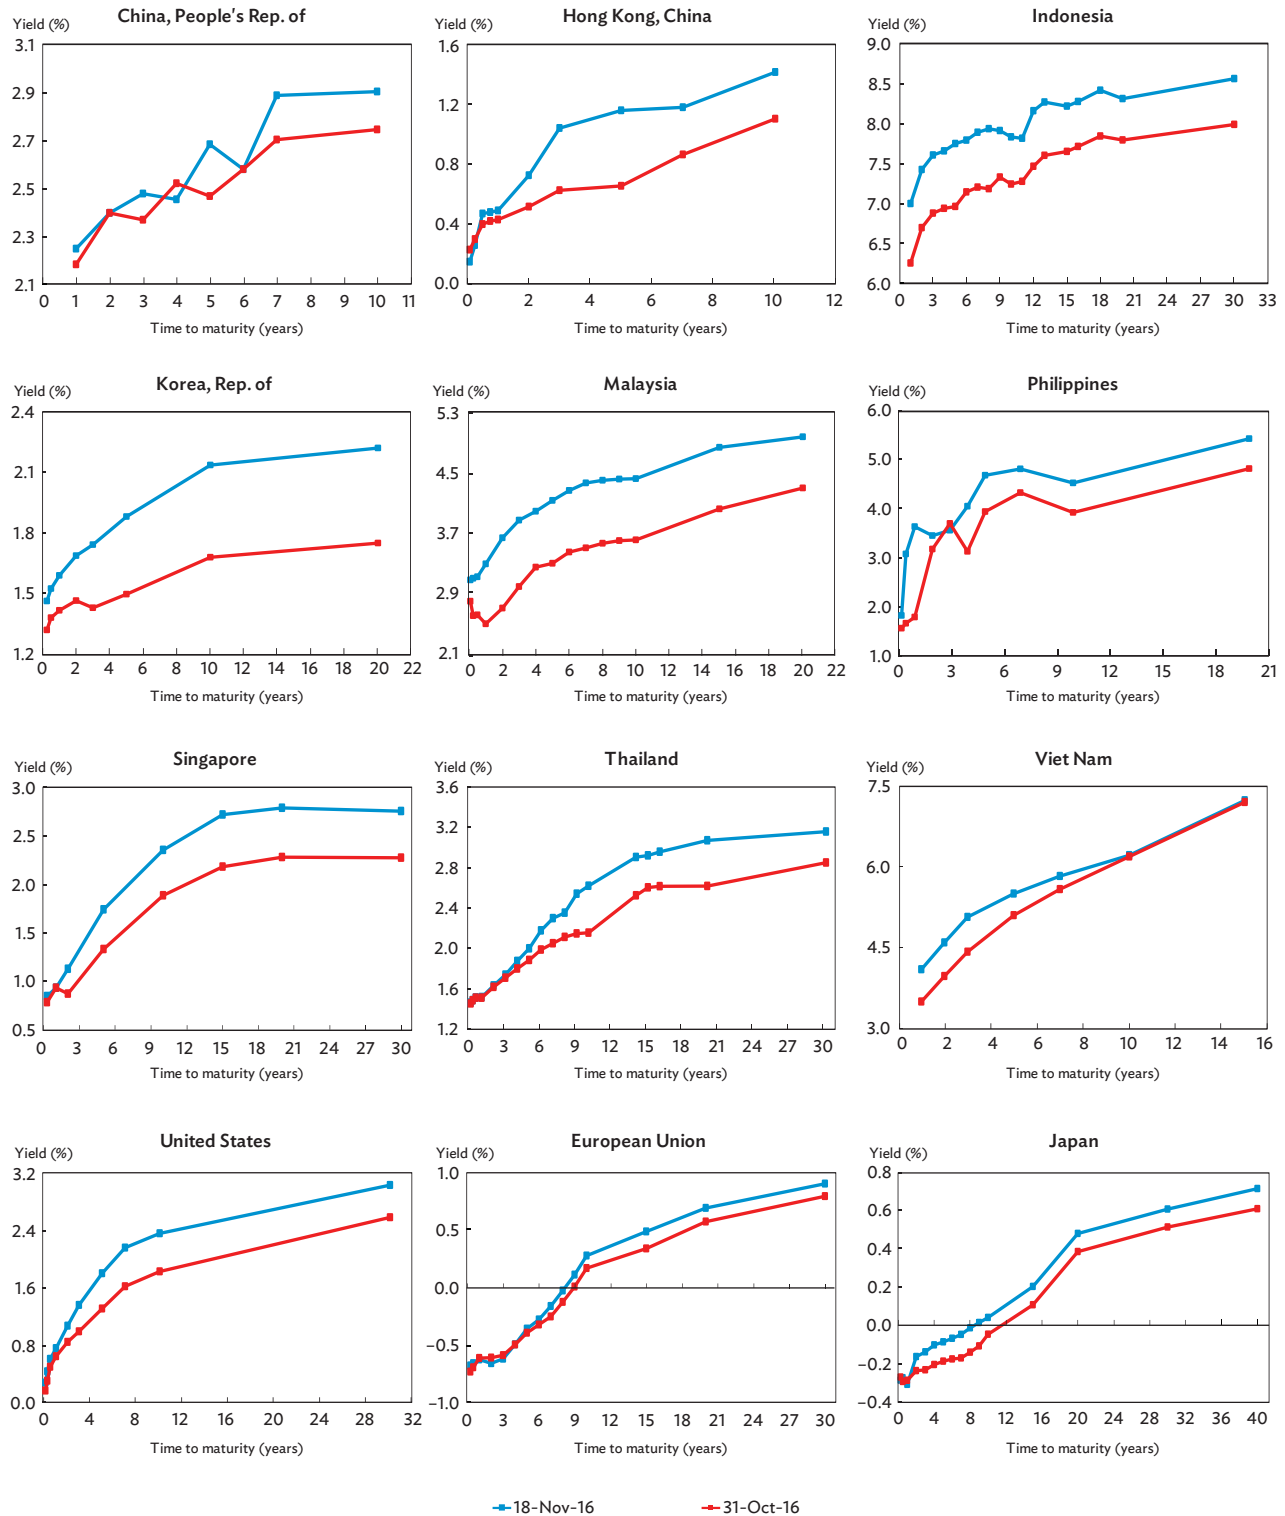 China, People's Rep. of
Yield (%)
3.1
2.9
2.7
2.5
2.3
2.1
0 1 2 3 4 5 6 7 8 9 10 11
Time to maturity (years)
Hong Kong, China
Yield (%)
1.6
1.2
0.8
0.4
0.0
0 2 4 6 8 10 12
Time to maturity (years)
Indonesia
Yield (%)
9.0
8.5
8.0
7.5
7.0
6.5
6.0
0 3 6 9 12 15 18 21 24 27 30 33
Time to maturity (years)
Korea, Rep. of
Yield (%)
2.4
2.1
1.8
1.5
1.2
0 2 4 6 8 10 12 14 16 18 20 22
Time to maturity (years)
Malaysia
Yield (%)
5.3
4.5
3.7
2.9
2.1
0 2 4 6 8 10 12 14 16 18 20 22
Time to maturity (years)
Philippines
Yield (%)
6.0
5.0
4.0
3.0
2.0
1.0
0 3 6 9 12 15 18 21
Time to maturity (years)
Singapore
Yield (%)
3.0
2.5
2.0
1.5
1.0
0.5
0 3 6 9 12 15 18 21 24 27 30
Time to maturity (years)
Thailand
Yield (%)
3.6
3.2
2.8
2.4
2.0
1.6
1.2
0 3 6 9 12 15 18 21 24 27 30
Time to maturity (years)
Viet Nam
Yield (%)
7.5
6.0
4.5
3.0
0 2 4 6 8 10 12 14 16
Time to maturity (years)
United States
Yield (%)
3.2
2.4
1.6
0.8
0.0
0 4 8 12 16 20 24 28 32
Time to maturity (years)
European Union
Yield (%)
1.0
0.5
0.0
–0.5
–1.0
0 3 6 9 12 15 18 21 24 27 30
Time to maturity (years)
Japan
Yield (%)
0.8
0.6
0.4
0.2
0.0
–0.2
–0.4
0 4 8 12 16 20 24 28 32 36 40
Time to maturity (years)
18-Nov-16 31-Oct-16